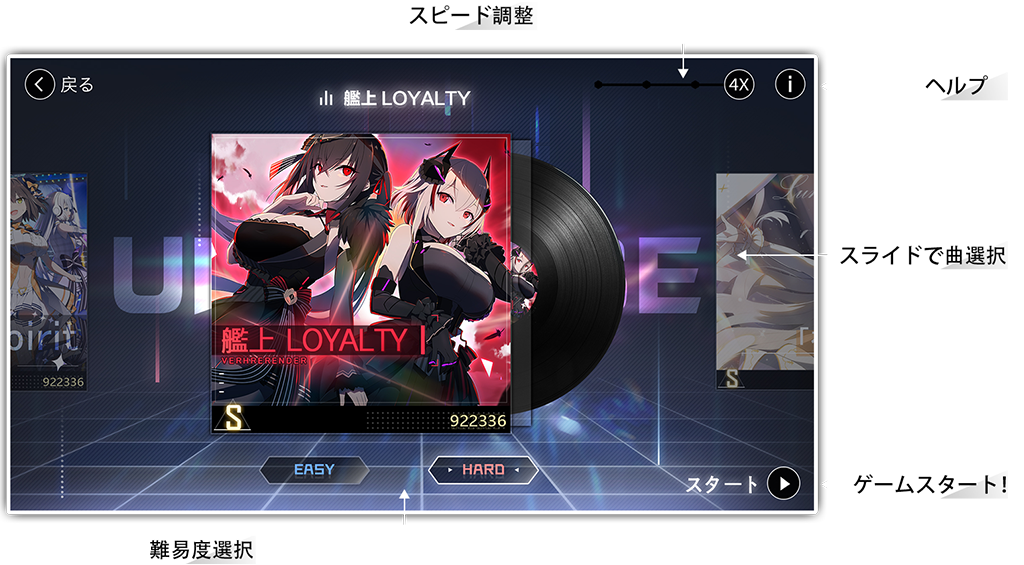 スピード調整
戻る
艦上 LOYALTY
4X
i
ヘルプ
スライドで曲選択
艦上 LOYALTY
VERHRERENDER
pirit
922336
S
922336
S
EASY
HARD
スタート
ゲームスタート!
難易度選択